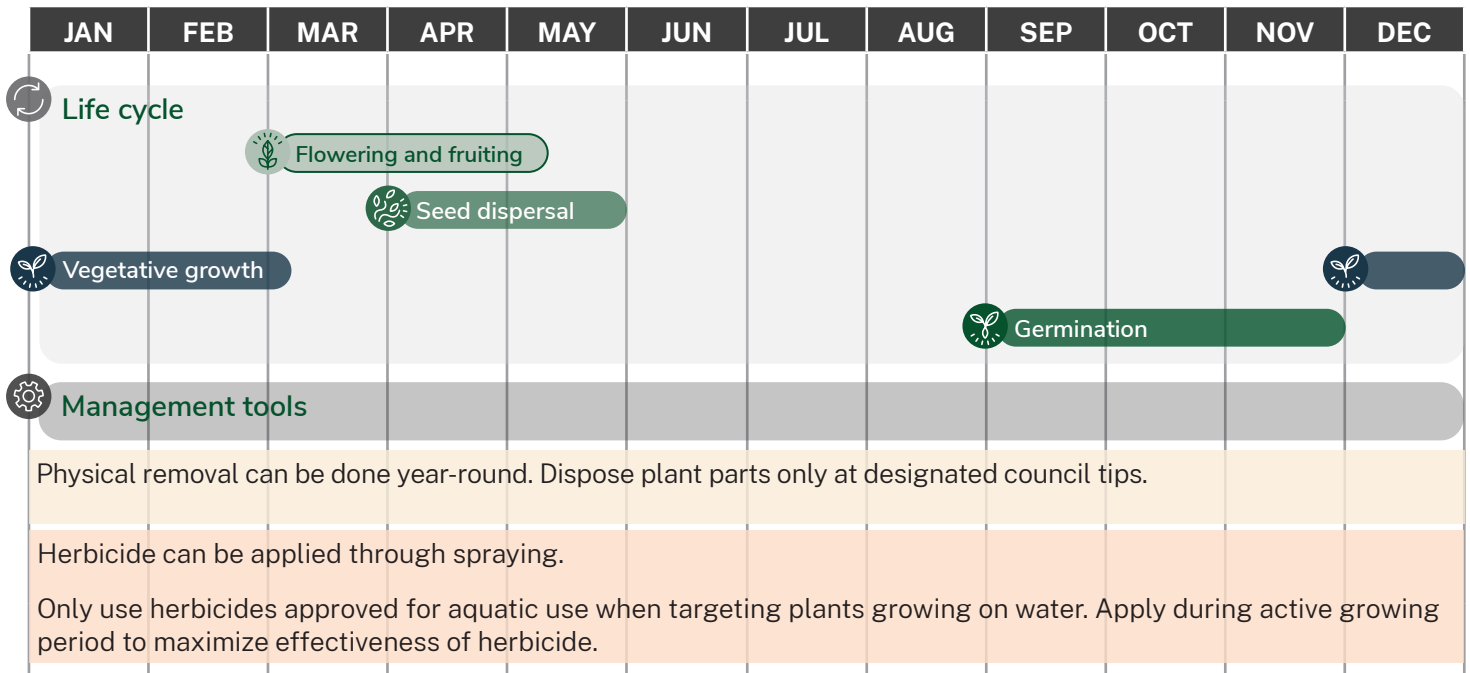 JAN FEB MAR APR MAY JUN JUL AUG SEP OCT NOV DEC
Life cycle
Flowering and fruiting
Seed dispersal
Vegetative growth
Germination
Management tools
Physical removal can be done year-round. Dispose plant parts only at designated council tips.
Herbicide can be applied through spraying.
Only use herbicides approved for aquatic use when targeting plants growing on water. Apply during active growing
period to maximize effectiveness of herbicide.